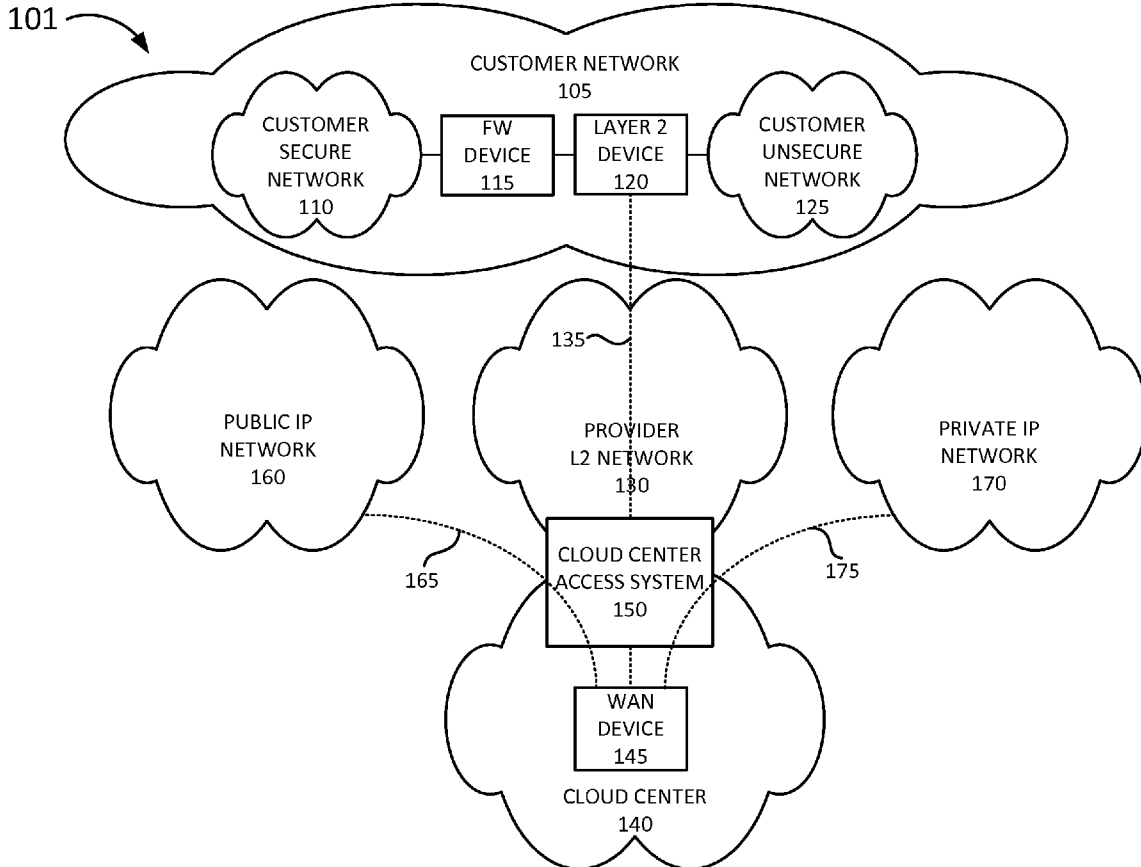 101
CUSTOMER NETWORK
105
CUSTOMER
SECURE
NETWORK
110
FW
DEVICE
115
LAYER 2
DEVICE
120
CUSTOMER
UNSECURE
NETWORK
125
135
PUBLIC IP
NETWORK
160
PROVIDER
L2 NETWORK
130
PRIVATE IP
NETWORK
170
165
CLOUD CENTER
ACCESS SYSTEM
150
175
WAN
DEVICE
145
CLOUD CENTER
140